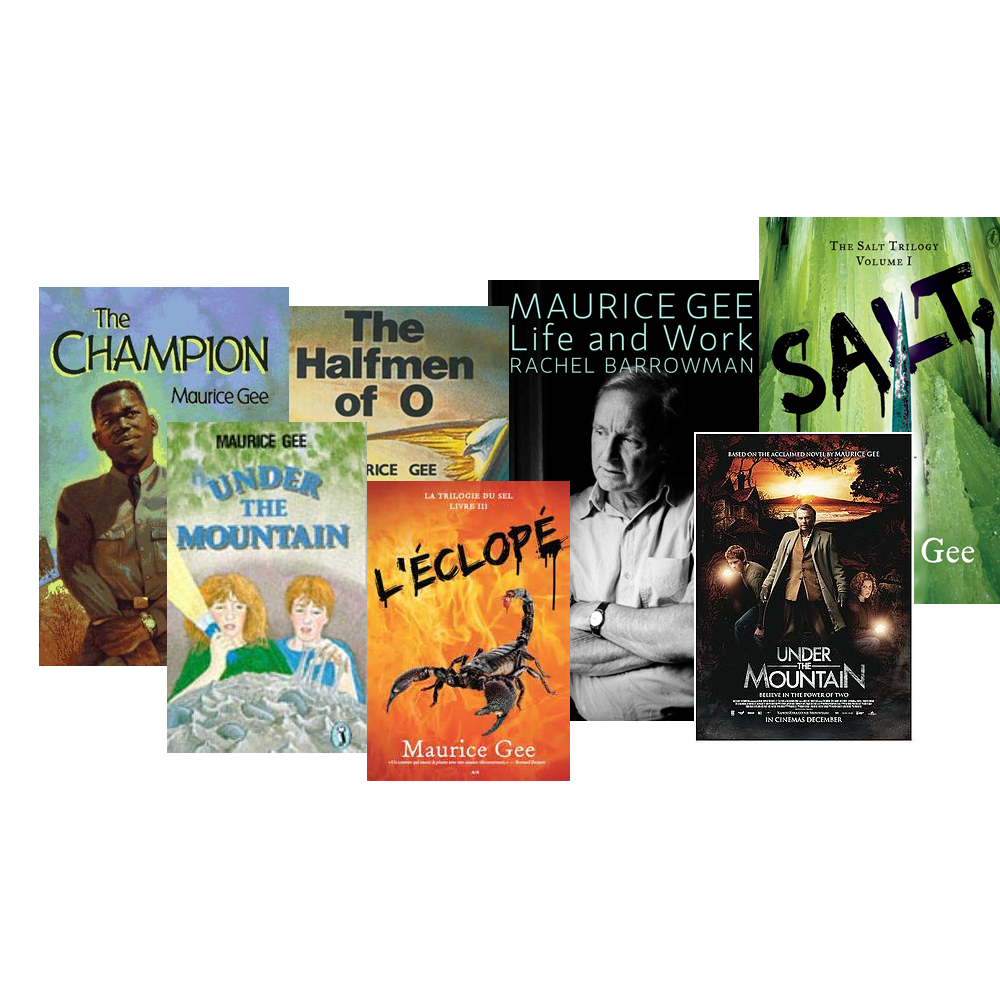 The
CHAMPION
Maurice Gee
The
Halfmen
of O
RICE GEE
MAURICE GEE
UNDER
THE
MOUNTAIN
LA TRILOGIE DU SEL
LIVRE III
L'ÉCLOPÉ
Maurice Gee
MAURICE GEE
Life and Work
RACHEL BARROWMAN
BASED ON THE ACCLAIMED NOVEL BY MAURICE GEE
UNDER
THE
MOUNTAIN
BELIEVE IN THE POWER OF TWO
IN CINEMAS DECEMBER
THE SALT TRILOGY
VOLUME I
SALT
Gee